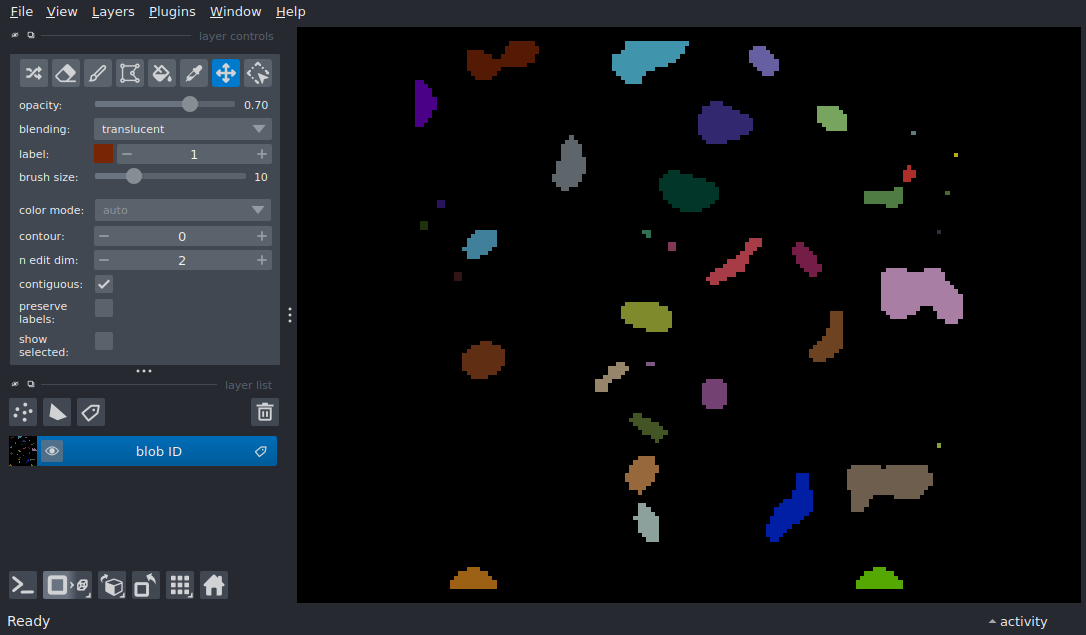 File View Layers Plugins Window Help
layer controls
opacity: 0.70
blending: translucent
label: 1
brush size: 10
color mode: auto
contour: 0
n edit dim: 2
contiguous:
preserve
labels:
show
selected:
layer list
blob ID
Ready activity